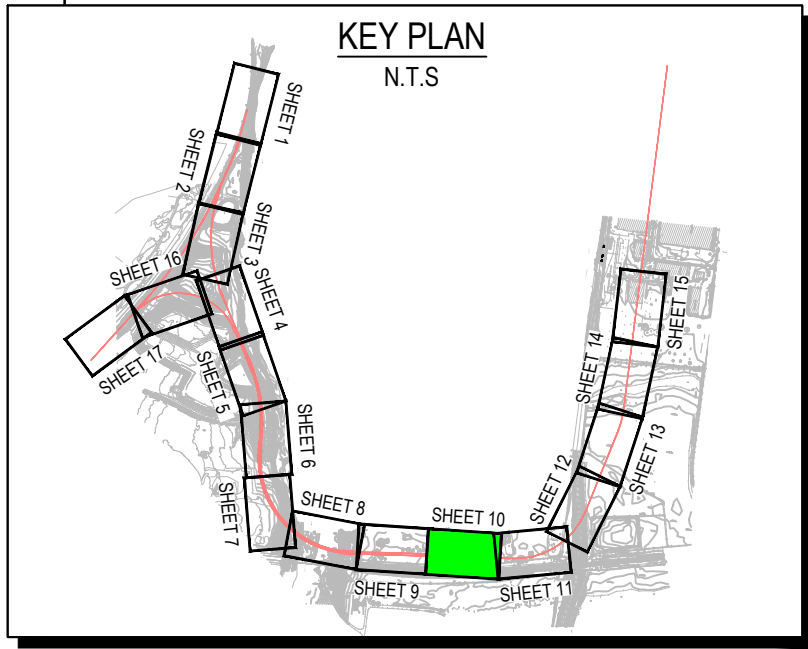 KEY PLAN
N.T.S
SHEET 1
SHEET 2
SHEET 3
SHEET 16
SHEET 4
SHEET 17
SHEET 5
SHEET 6
SHEET 7
SHEET 8
SHEET 9
SHEET 10
SHEET 11
SHEET 12
SHEET 13
SHEET 14
SHEET 15